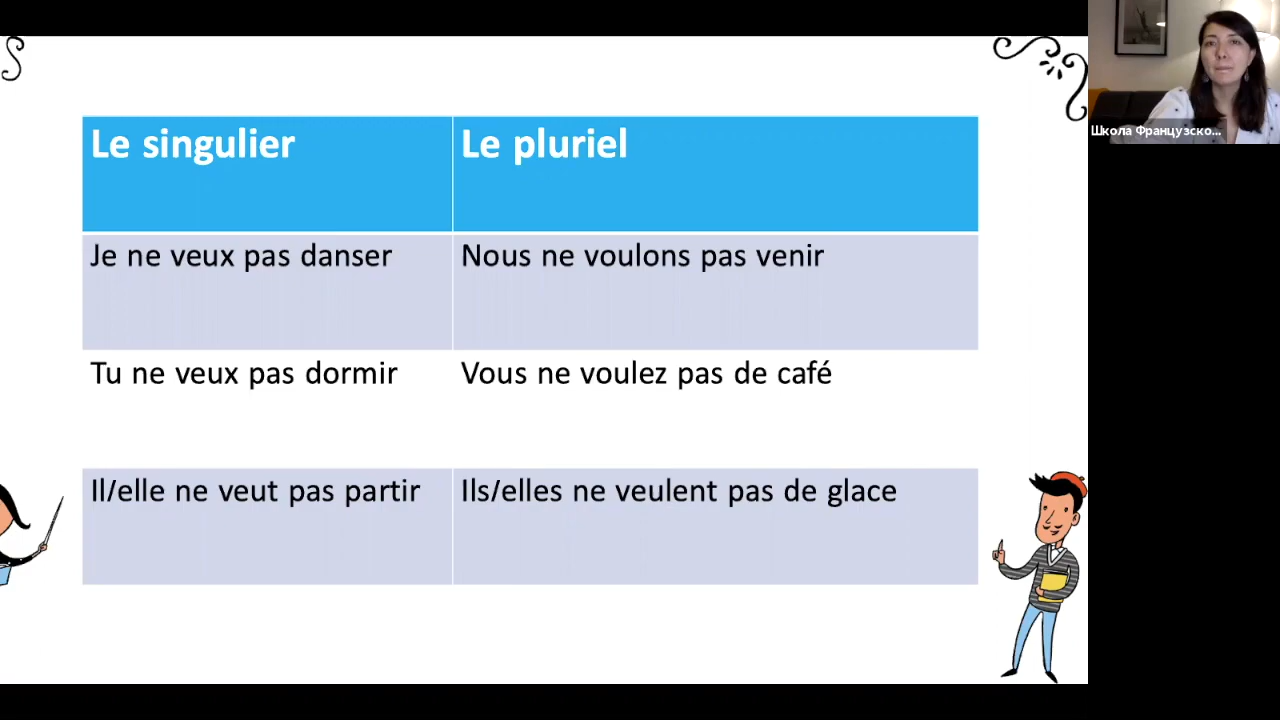 Le singulier
Le pluriel
Je ne veux pas danser
Nous ne voulons pas venir
Tu ne veux pas dormir
Vous ne voulez pas de café
Il/elle ne veut pas partir
Ils/elles ne veulent pas de glace
Школа Французско...